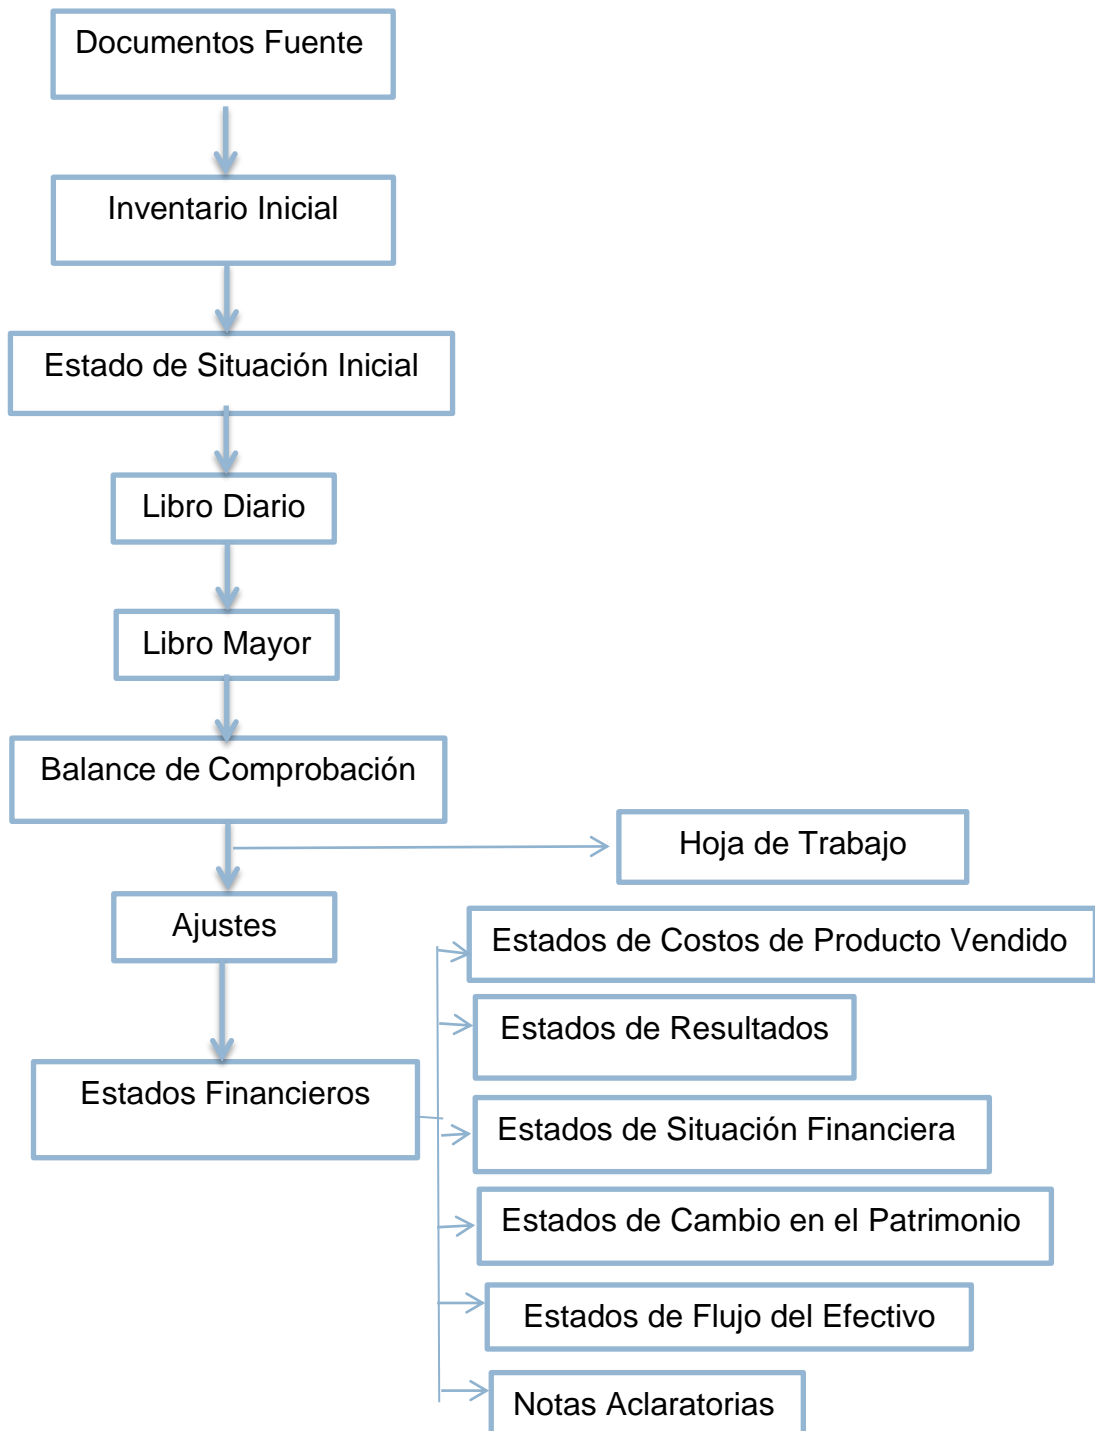 Documentos Fuente
Inventario Inicial
Estado de Situación Inicial
Libro Diario
Libro Mayor
Balance de Comprobación
Hoja de Trabajo
Ajustes
Estados de Costos de Producto Vendido
Estados de Resultados
Estados Financieros
Estados de Situación Financiera
Estados de Cambio en el Patrimonio
Estados de Flujo del Efectivo
Notas Aclaratorias